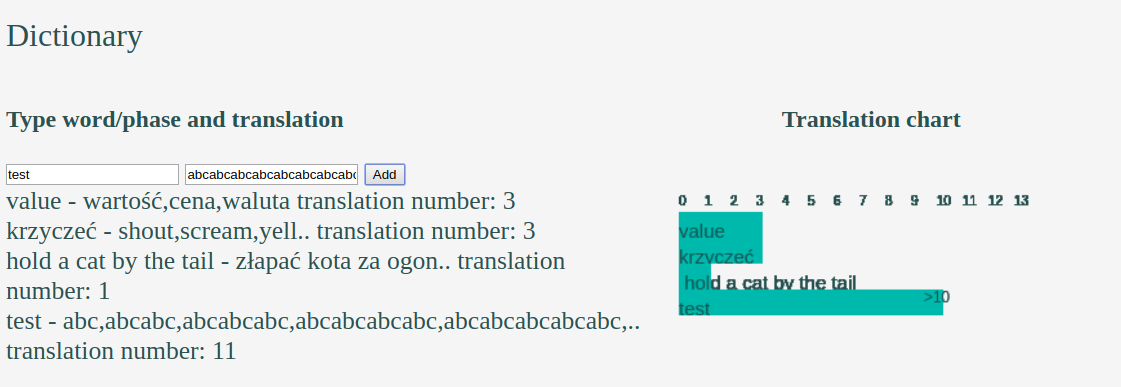 Dictionary
Type word/phase and translation
Translation chart
test
abcabcabcabcabcabcabcabc
Add
value - wartość,cena,waluta translation number: 3
krzyczeć - shout,scream,yell.. translation number: 3
hold a cat by the tail - złapać kota za ogon.. translation
number: 1
test - abc,abcabc,abcabcabc,abcabcabcabc,abcabcabcabcabc,..
translation number: 11
0 1 2 3 4 5 6 7 8 9 10 11 12 13
value
krzyczeć
hold a cat by the tail
>10
test